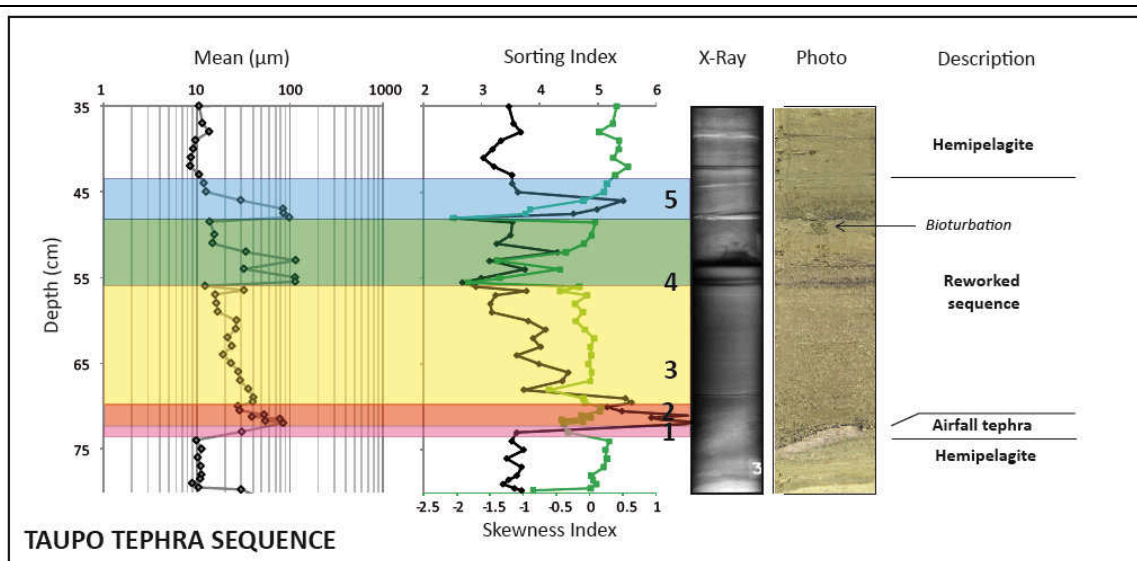 Mean (µm) Sorting Index X-Ray Photo Description
1 10 100 1000 2 3 4 5 6
35
45
55
65
75
Depth (cm)
5
4
3
2
1
3
Hemipelagite
Bioturbation
Reworked
sequence
Airfall tephra
Hemipelagite
-2.5 -2 -1.5 -1 -0.5 0 0.5 1
Skewness Index
TAUPO TEPHRA SEQUENCE